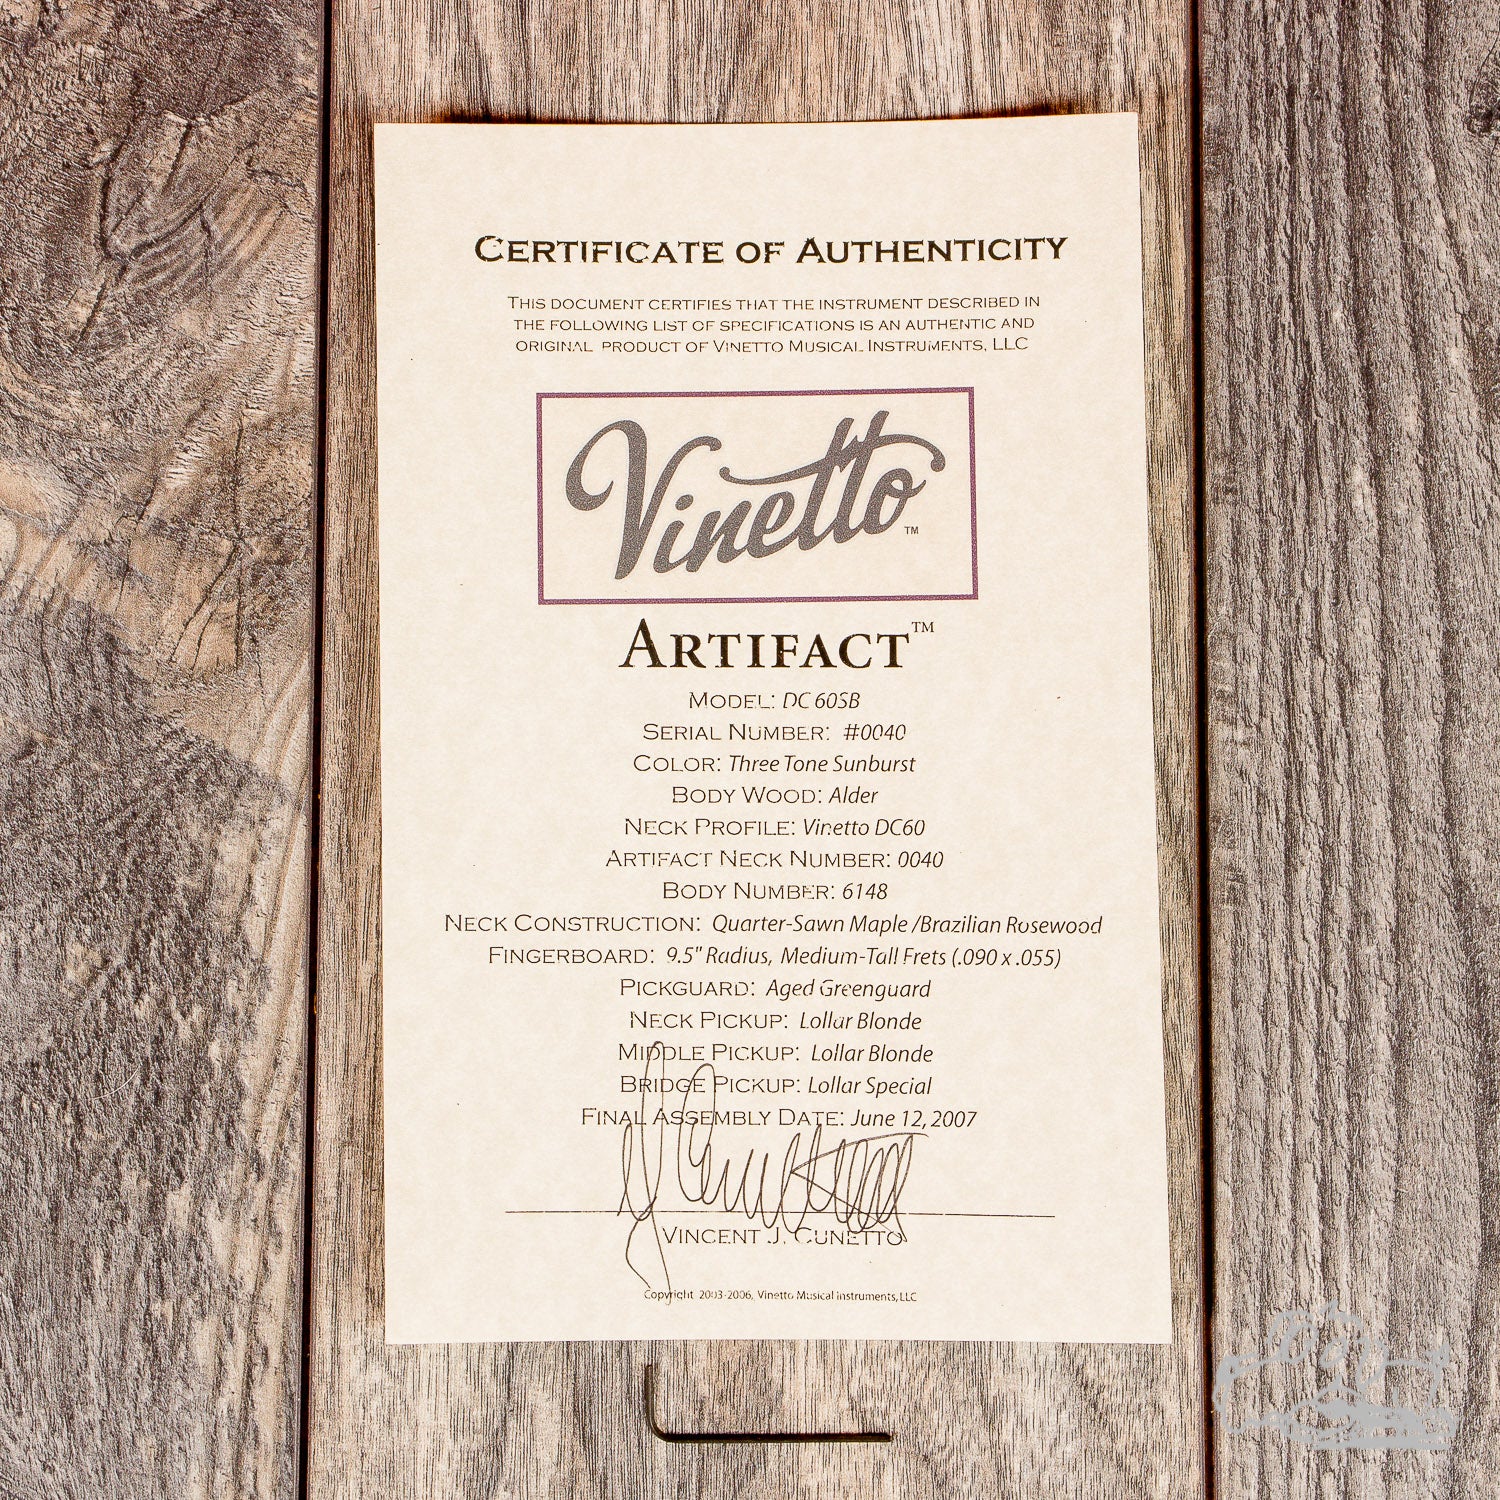 CERTIFICATE OF AUTHENTICITY
THIS DOCUMENT CERTIFIES THAT THE INSTRUMENT DESCRIBED IN
THE FOLLOWING LIST OF SPECIFICATIONS IS AN AUTHENTIC AND
ORIGINAL PRODUCT OF VINETTO MUSICAL INSTRUMENTS, LLC
Vinetto™
ARTIFACT™
MODEL: DC 60SB
SERIAL NUMBER: #0040
COLOR: Three Tone Sunburst
BODY WOOD: Alder
NECK PROFILE: Vinetto DC60
ARTIFACT NECK NUMBER: 0040
BODY NUMBER: 6148
NECK CONSTRUCTION: Quarter-Sawn Maple /Brazilian Rosewood
FINGERBOARD: 9.5" Radius, Medium-Tall Frets (.090 x .055)
PICKGUARD: Aged Greenguard
NECK PICKUP: Lollar Blonde
MIDDLE PICKUP: Lollar Blonde
BRIDGE PICKUP: Lollar Special
FINAL ASSEMBLY DATE: June 12, 2007
VINCENT J. CUNETTO
Copyright 2003-2006, Vinetto Musical Instruments, LLC